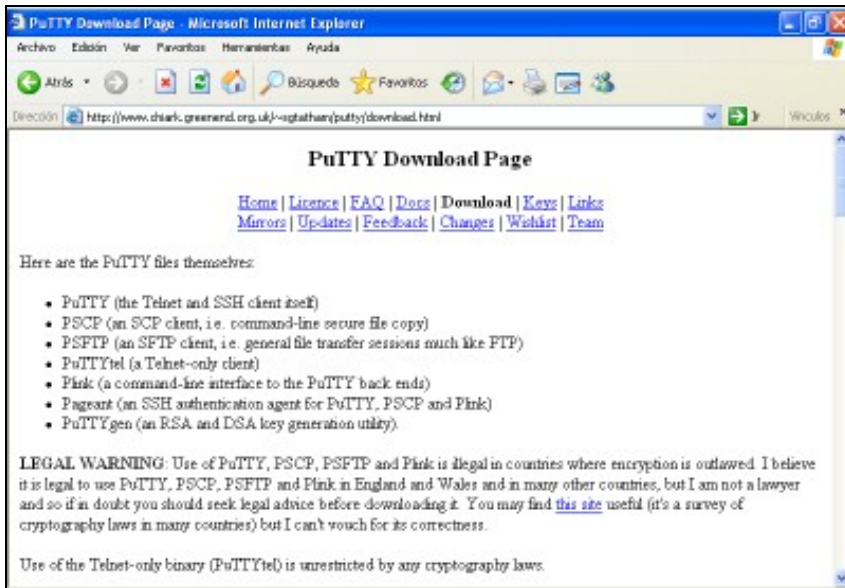 PuTTY Download Page - Microsoft Internet Explorer
Archivo Edición Ver Favoritos Herramientas Ayuda
Atrás Búsqueda Favoritos
Dirección http://www.chiark.greenend.org.uk/~sgtatham/putty/download.html Ir Vínculos
PuTTY Download Page
Home | Licence | FAQ | Docs | Download | Keys | Links
Mirrors | Updates | Feedback | Changes | Wishlist | Team
Here are the PuTTY files themselves:
• PuTTY (the Telnet and SSH client itself)
• PSCP (an SCP client, i.e. command-line secure file copy)
• PSFTP (an SFTP client, i.e. general file transfer sessions much like FTP)
• PuTTYtel (a Telnet-only client)
• Plink (a command-line interface to the PuTTY back ends)
• Pageant (an SSH authentication agent for PuTTY, PSCP and Plink)
• PuTTYgen (an RSA and DSA key generation utility).
LEGAL WARNING: Use of PuTTY, PSCP, PSFTP and Plink is illegal in countries where encryption is outlawed. I believe
it is legal to use PuTTY, PSCP, PSFTP and Plink in England and Wales and in many other countries, but I am not a lawyer
and so if in doubt you should seek legal advice before downloading it. You may find this site useful (it's a survey of
cryptography laws in many countries) but I can't vouch for its correctness.
Use of the Telnet-only binary (PuTTYtel) is unrestricted by any cryptography laws.